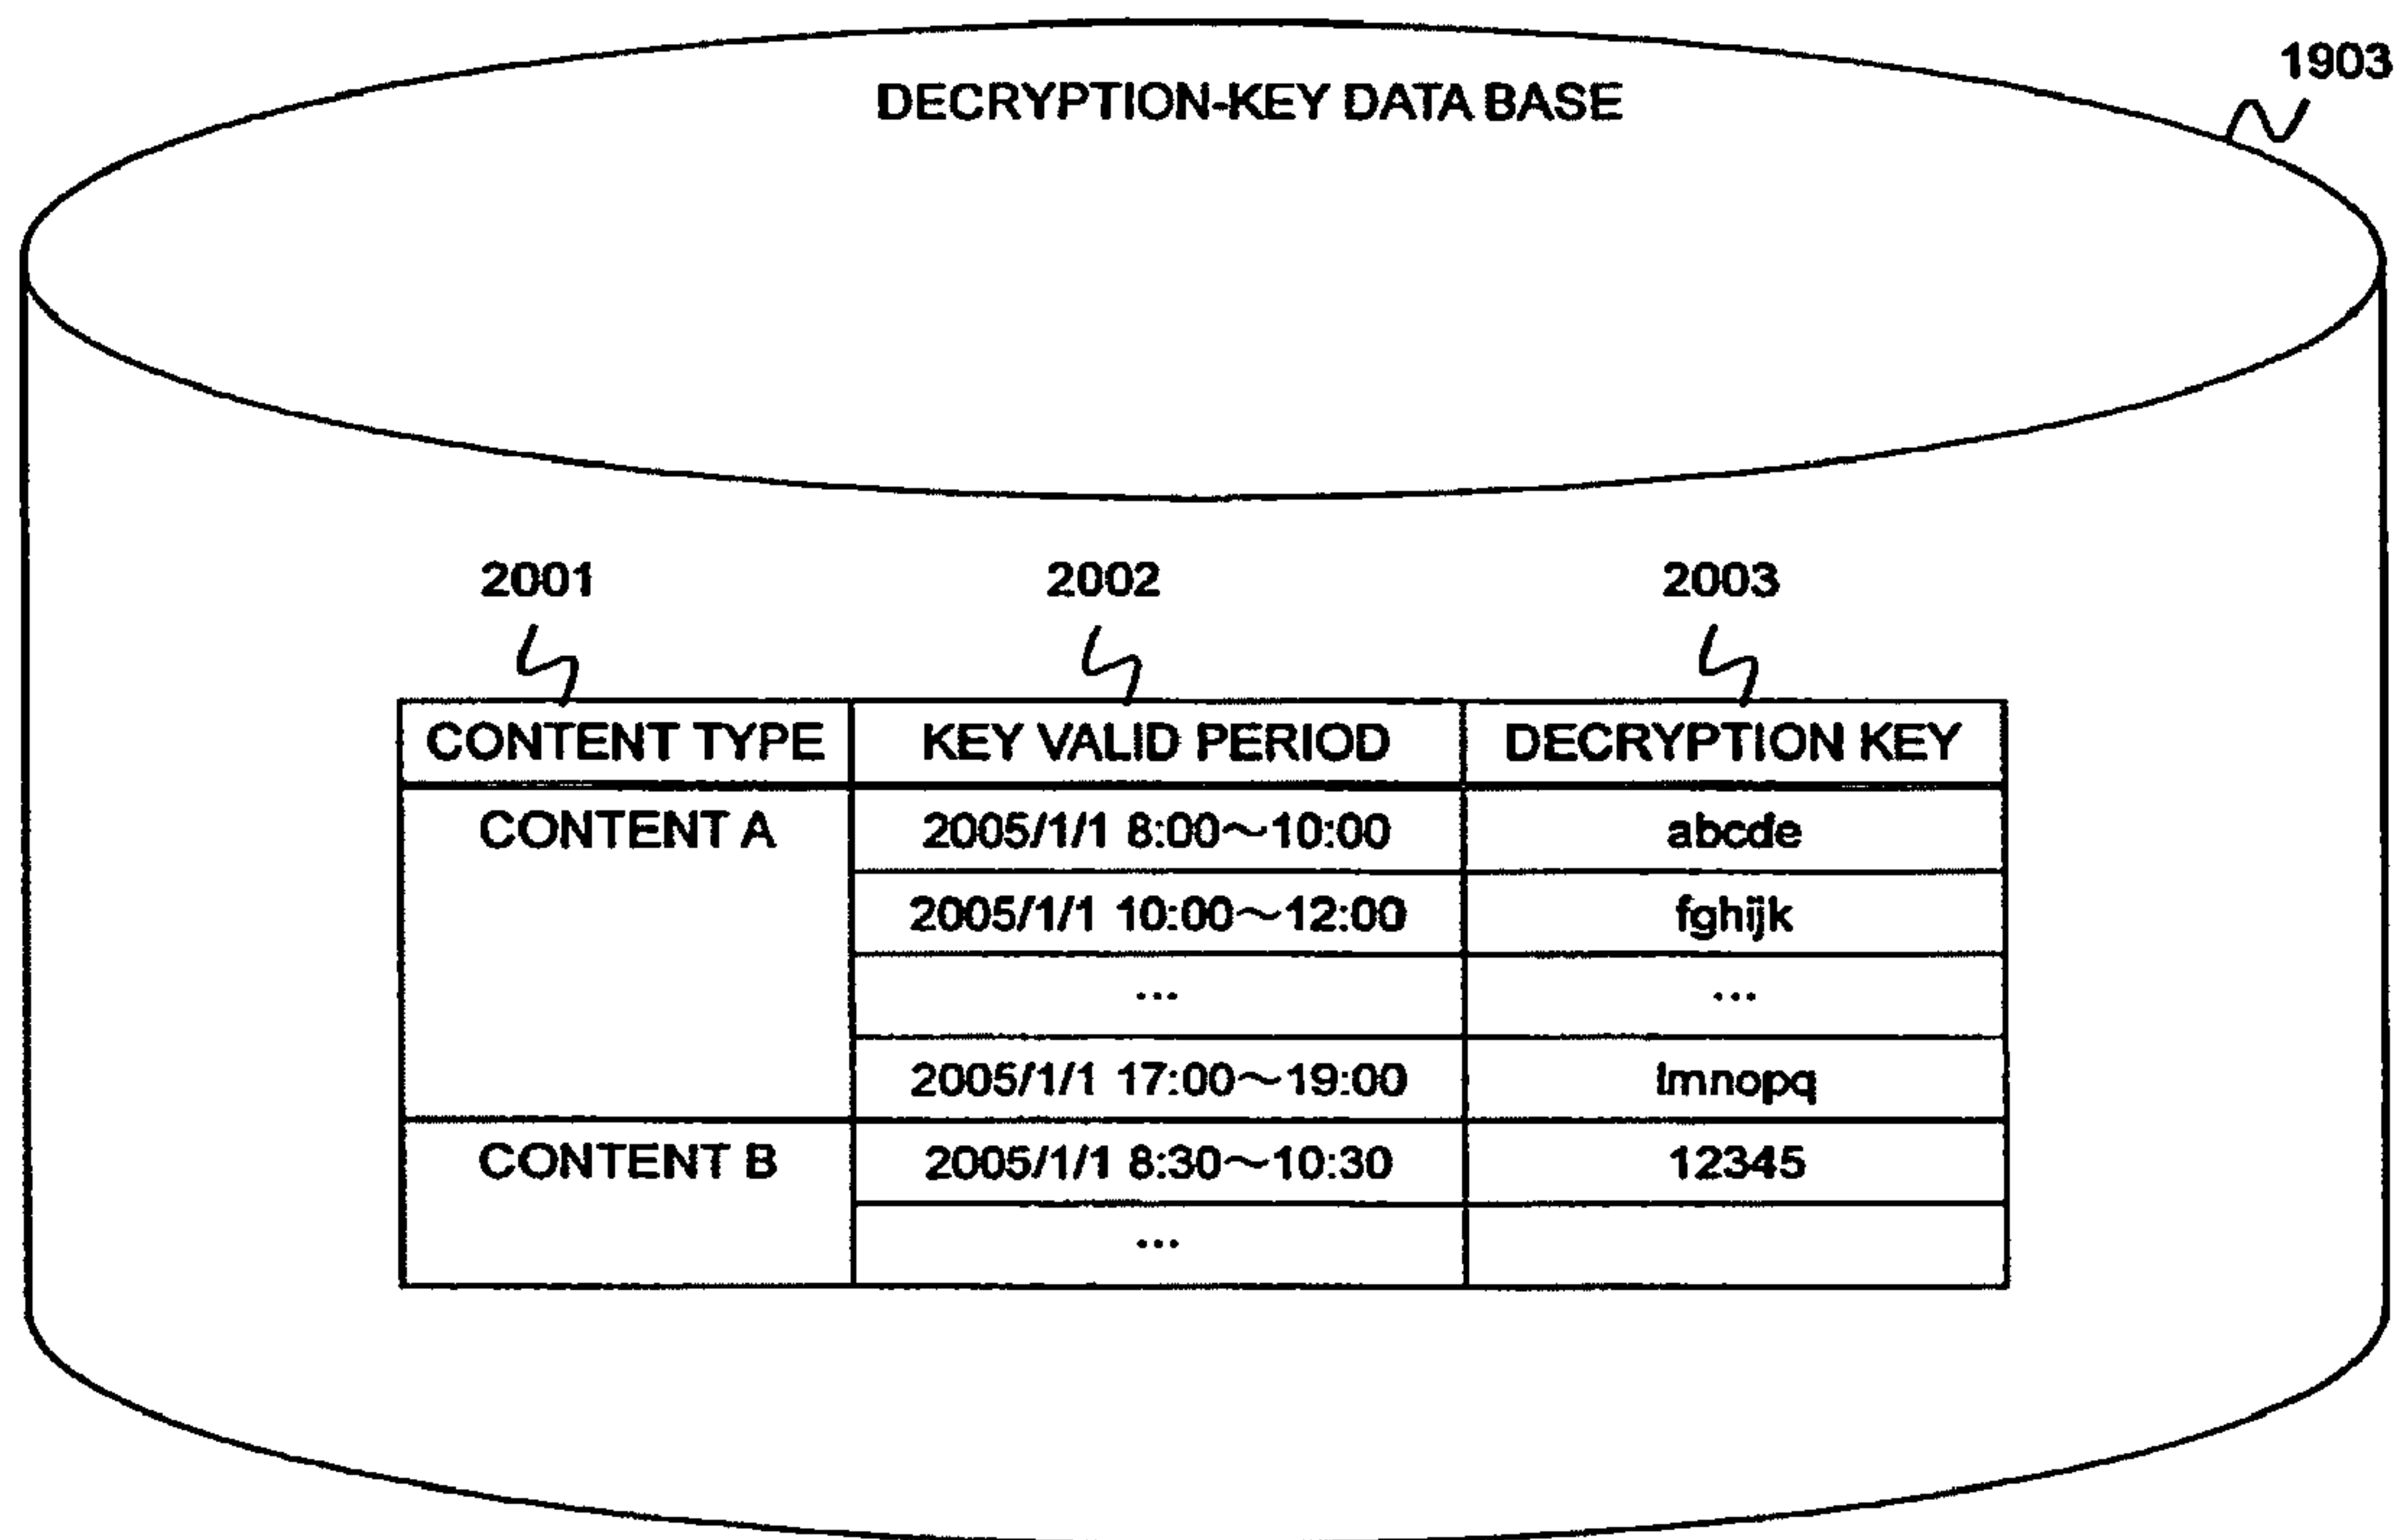 1903
DECRYPTION-KEY DATA BASE
2001 2002 2003
CONTENT TYPE KEY VALID PERIOD DECRYPTION KEY
CONTENT A 2005/1/1 8:00～10:00 abcde
2005/1/1 10:00～12:00 fghijk
... ...
2005/1/1 17:00～19:00 lmnopq
CONTENT B 2005/1/1 8:30～10:30 12345
...